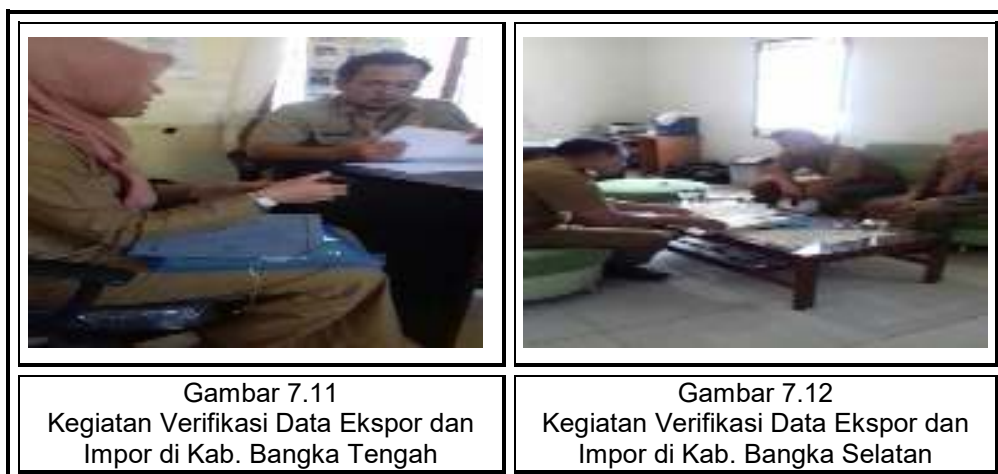 Gambar 7.11
Kegiatan Verifikasi Data Ekspor dan
Impor di Kab. Bangka Tengah
Gambar 7.12
Kegiatan Verifikasi Data Ekspor dan
Impor di Kab. Bangka Selatan